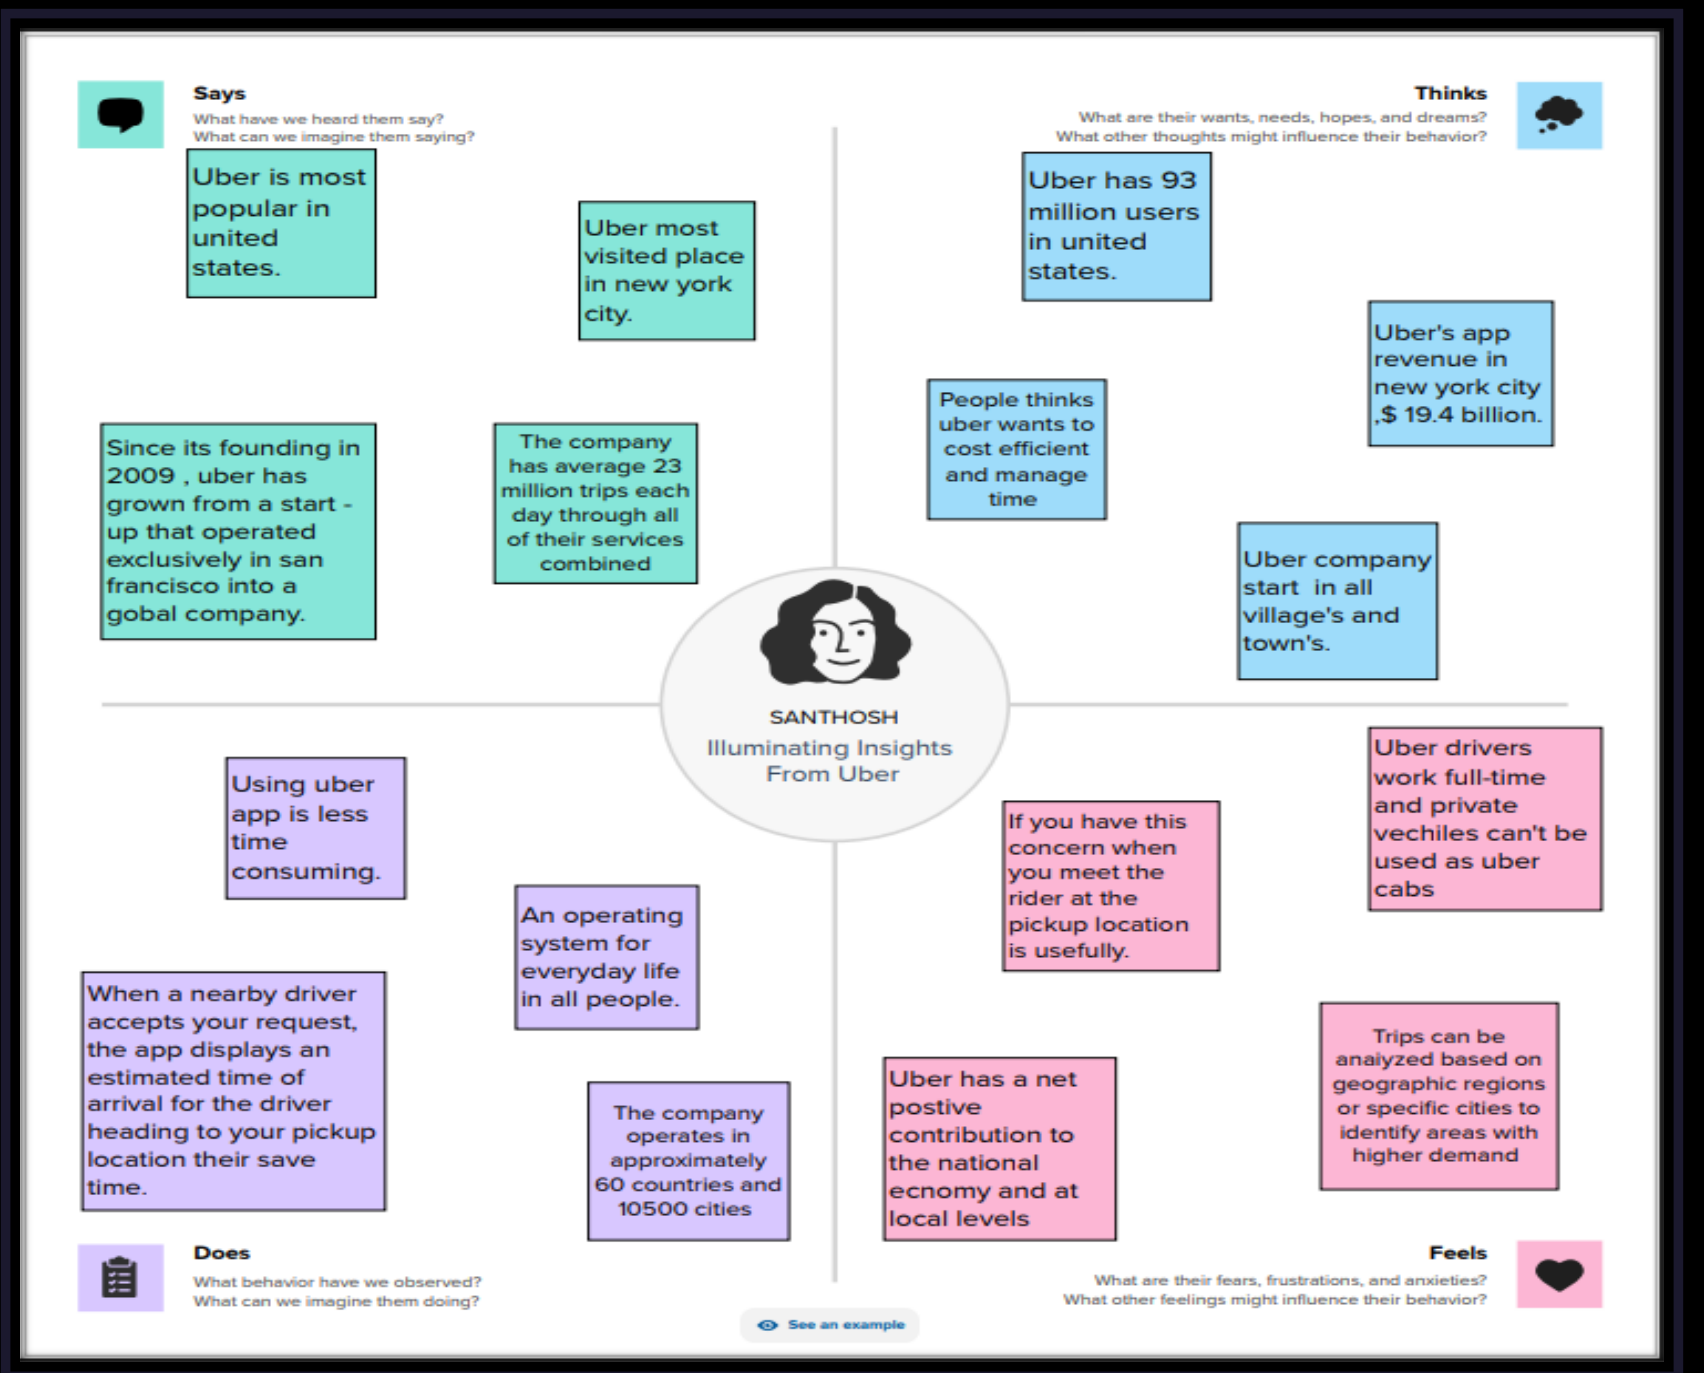 Says
What have we heard them say?
What can we imagine them saying?
Uber is most
popular in
united
states.
Uber most
visited place
in new york
city.
Since its founding in
2009 , uber has
grown from a start -
up that operated
exclusively in san
francisco into a
gobal company.
The company
has average 23
million trips each
day through all
of their services
combined
Thinks
What are their wants, needs, hopes, and dreams?
What other thoughts might influence their behavior?
Uber has 93
million users
in united
states.
Uber's app
revenue in
new york city
,$ 19.4 billion.
People thinks
uber wants to
cost efficient
and manage
time
Uber company
start  in all
village's and
town's.
SANTHOSH
Illuminating Insights
From Uber
Using uber
app is less
time
consuming.
An operating
system for
everyday life
in all people.
When a nearby driver
accepts your request,
the app displays an
estimated time of
arrival for the driver
heading to your pickup
location their save
time.
The company
operates in
approximately
60 countries and
10500 cities
Does
What behavior have we observed?
What can we imagine them doing?
Uber drivers
work full-time
and private
vechiles can't be
used as uber
cabs
If you have this
concern when
you meet the
rider at the
pickup location
is usefully.
Trips can be
anaiyzed based on
geographic regions
or specific cities to
identify areas with
higher demand
Uber has a net
postive
contribution to
the national
ecnomy and at
local levels
Feels
What are their fears, frustrations, and anxieties?
What other feelings might influence their behavior?
See an example